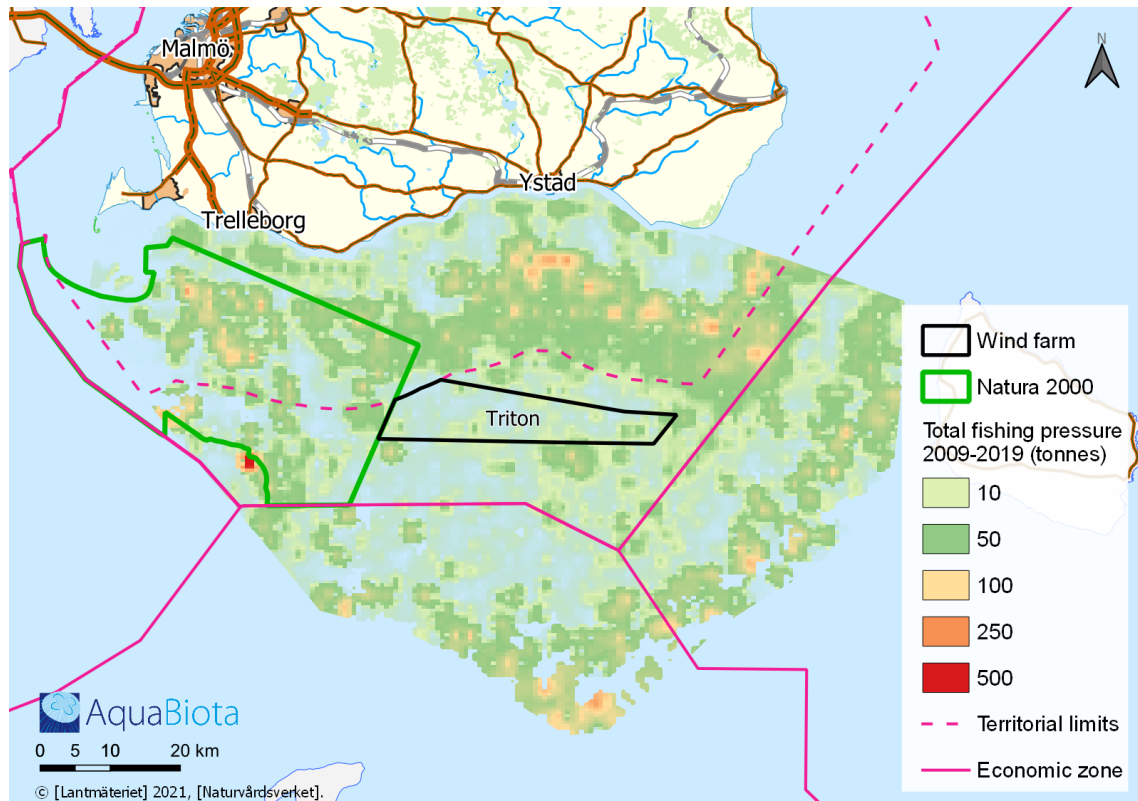 Malmö
N
Ystad
Trelleborg
Wind farm
Natura 2000
Triton
Total fishing pressure
2009-2019 (tonnes)
10
50
100
250
500
Territorial limits
Economic zone
AquaBiota
0 5 10 20 km
© [Lantmäteriet] 2021, [Naturvårdsverket].